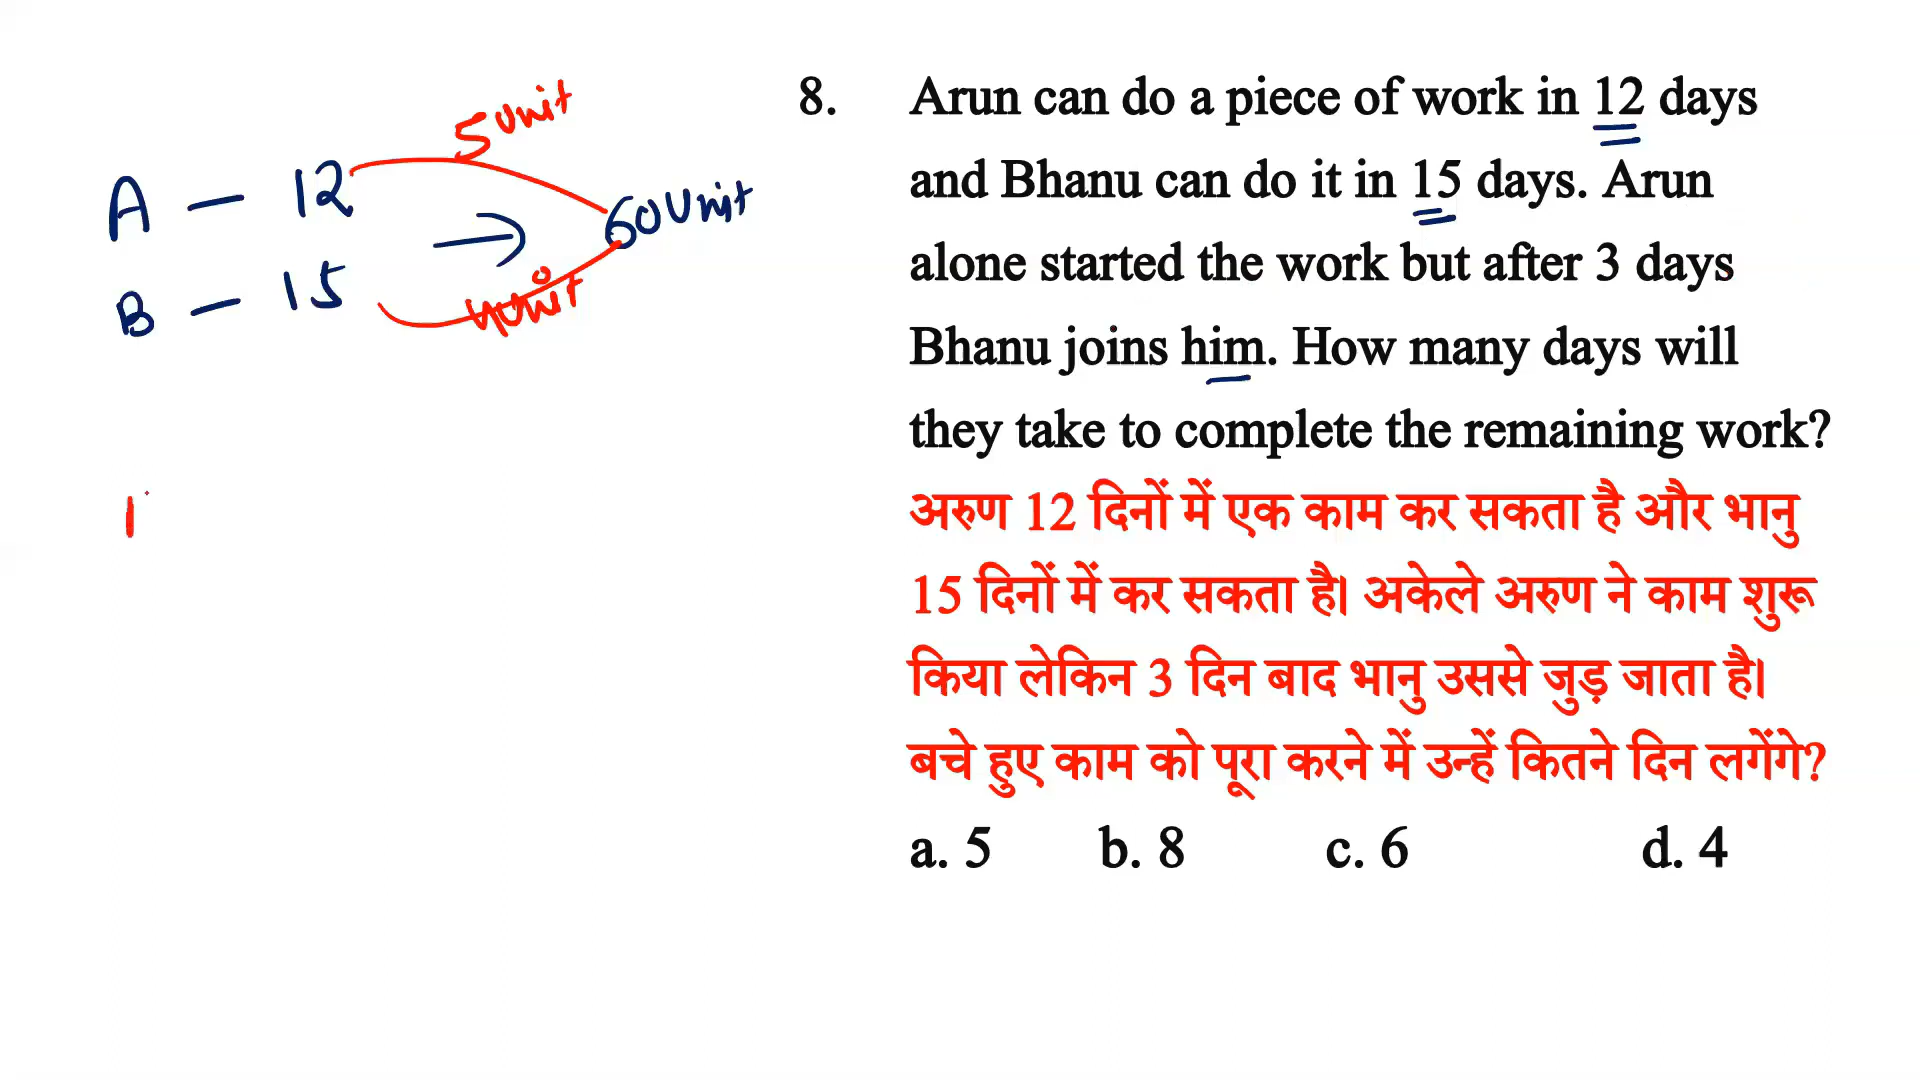 A - 12
5 unit
60 Unit
B - 15
4 unit
8. Arun can do a piece of work in 12 days
and Bhanu can do it in 15 days. Arun
alone started the work but after 3 days
Bhanu joins him. How many days will
they take to complete the remaining work?
अरुण 12 दिनों में एक काम कर सकता है और भानु
15 दिनों में कर सकता है। अकेले अरुण ने काम शुरू
किया लेकिन 3 दिन बाद भानु उससे जुड़ जाता है।
बचे हुए काम को पूरा करने में उन्हें कितने दिन लगेंगे?
a. 5 b. 8 c. 6 d. 4